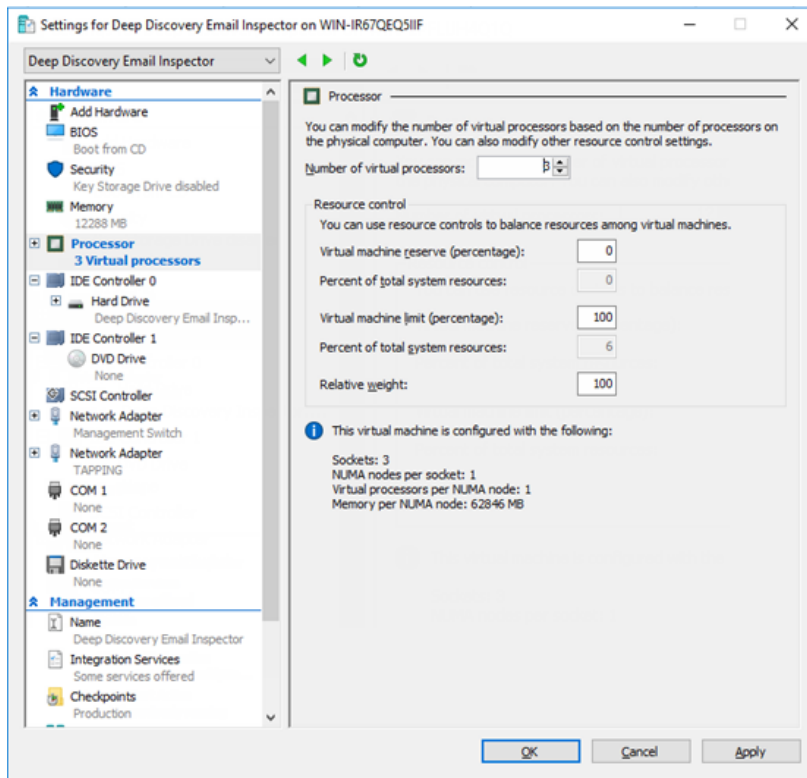 Settings for Deep Discovery Email Inspector on WIN-IR67QEQ5IIF
Deep Discovery Email Inspector
Hardware
Add Hardware
BIOS
Boot from CD
Security
Key Storage Drive disabled
Memory
12288 MB
Processor
3 Virtual processors
IDE Controller 0
Hard Drive
Deep Discovery Email Insp...
IDE Controller 1
DVD Drive
None
SCSI Controller
Network Adapter
Management Switch
Network Adapter
TAPPING
COM 1
None
COM 2
None
Diskette Drive
None
Management
Name
Deep Discovery Email Inspector
Integration Services
Some services offered
Checkpoints
Production
Processor
You can modify the number of virtual processors based on the number of processors on
the physical computer. You can also modify other resource control settings.
Number of virtual processors: 3
Resource control
You can use resource controls to balance resources among virtual machines.
Virtual machine reserve (percentage): 0
Percent of total system resources: 0
Virtual machine limit (percentage): 100
Percent of total system resources: 6
Relative weight: 100
This virtual machine is configured with the following:
Sockets: 3
NUMA nodes per socket: 1
Virtual processors per NUMA node: 1
Memory per NUMA node: 62846 MB
OK Cancel Apply